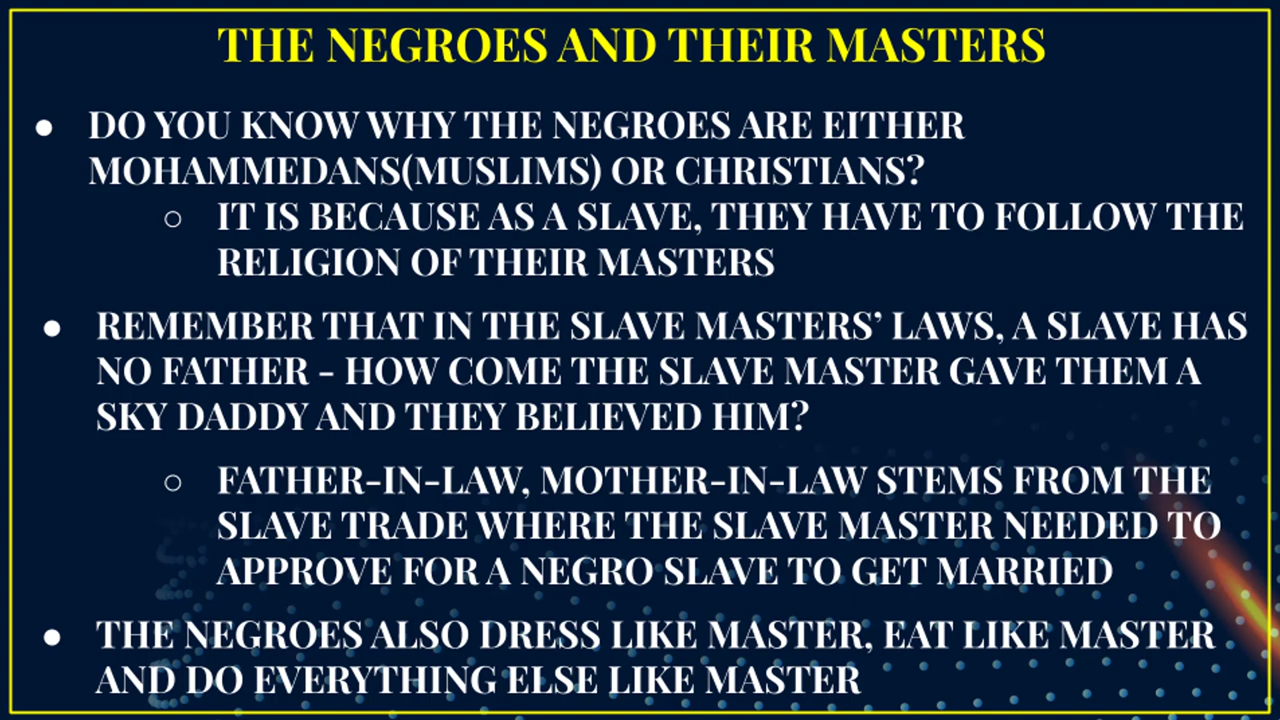 THE NEGROES AND THEIR MASTERS
● DO YOU KNOW WHY THE NEGROES ARE EITHER
MOHAMMEDANS(MUSLIMS) OR CHRISTIANS?
○ IT IS BECAUSE AS A SLAVE, THEY HAVE TO FOLLOW THE
RELIGION OF THEIR MASTERS
● REMEMBER THAT IN THE SLAVE MASTERS’ LAWS, A SLAVE HAS
NO FATHER - HOW COME THE SLAVE MASTER GAVE THEM A
SKY DADDY AND THEY BELIEVED HIM?
○ FATHER-IN-LAW, MOTHER-IN-LAW STEMS FROM THE
SLAVE TRADE WHERE THE SLAVE MASTER NEEDED TO
APPROVE FOR A NEGRO SLAVE TO GET MARRIED
● THE NEGROES ALSO DRESS LIKE MASTER, EAT LIKE MASTER
AND DO EVERYTHING ELSE LIKE MASTER